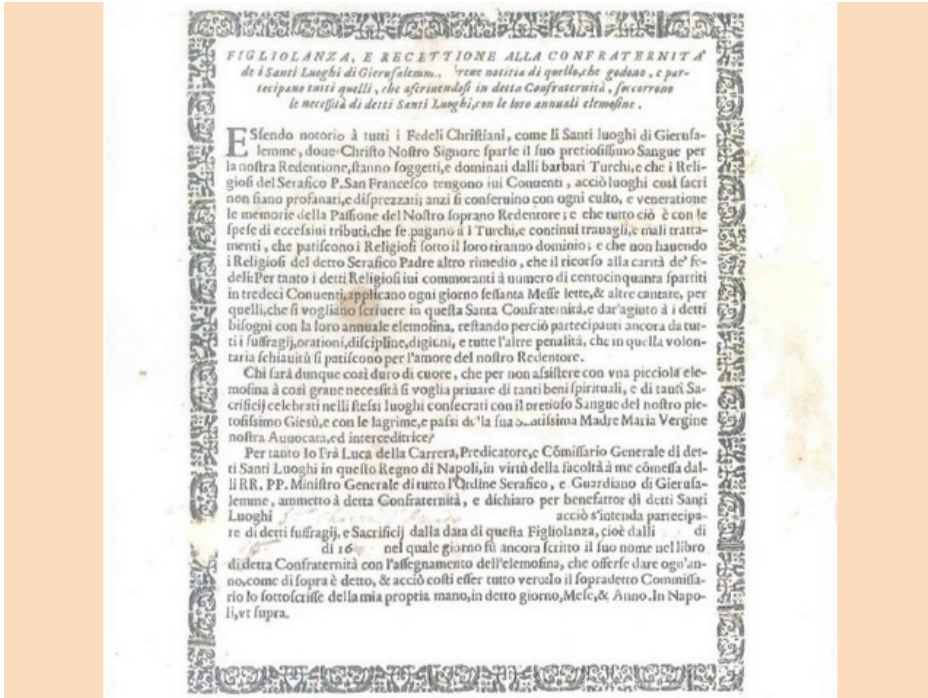 FIGLIOLANZA, E RECETTIONE ALLA CONFRATERNITA'
de i Santi Luoghi di Gierusalemm, reue notitia di quello,che godono, e par-
tecipano tutti quelli, che ascriuendosi in detta Confraternità, soccorrono
le necessità di detti Santi Luoghi,con le loro annuali elemosine.
ESsendo notorio à tutti i Fedeli Christiani, come li Santi luoghi di Gierusa-
lemme, doue Christo Nostro Signore sparse il suo pretiosissimo Sangue per
la nostra Redentione,stanno soggetti,e dominati dalli barbari Turchi,e che i Reli-
giosi del Serafico P.San Francesco tengono iui Conuenti, acciò luoghi così sacri
non siano profanati,e disprezzati; anzi si conseruino con ogni culto, e veneratione
le memorie della Passione del Nostro soprano Redentore; e che tutto ciò è con le
spese di eccessiui tributi,che se pagano à i Turchi,e continui trauagli,e mali tratta-
menti, che patiscono i Religiosi sotto il loro tiranno dominio; e che non hauendo
i Religiosi del detto Serafico Padre altro rimedio, che il ricorso alla carità de' fe-
deli:Per tanto i detti Religiosi iui commoranti à numero di centocinquanta spartiti
in tredeci Conuenti,applicano ogni giorno sessanta Messe lette,& altre cantate, per
quelli,che si vogliano scriuere in questa Santa Confraternità,e dar'agiuto à i detti
bisogni con la loro annuale elemosina, restando perciò partecipanti ancora da tut-
ti i suffragij,orationi,discipline,digiuni, e tutte l'altre penalità, che in quella volon-
taria schiauitù si patiscono per l'amore del nostro Redentore.
Chi sarà dunque così duro di cuore, che per non assistere con vna picciola ele-
mosina à così graue necessità si voglia priuare di tanti beni spirituali, e di tanti Sa-
crificij celebrati nelli stessi luoghi consecrati con il pretioso Sangue del nostro pie-
tosissimo Giesù,e con le lagrime,e passi della sua Santissima Madre Maria Vergine
nostra Auuocata,ed interceditrice?
Per tanto Io Frà Luca della Carrera, Predicatore,e Cõmissario Generale di det-
ti Santi Luoghi in questo Regno di Napoli,in virtù della facoltà à me cõmessa dal-
li RR. PP. Ministro Generale di tutto l'Ordine Serafico, e Guardiano di Gierusa-
lemme, ammetto à detta Confraternità, e dichiaro per benefattor di detti Santi
Luoghi acciò s'intenda partecipa-
re di detti suffragij, e Sacrificij dalla data di questa Figliolanza, cioè dalli di
di 16 nel quale giorno fù ancora scritto il suo nome nel libro
di detta Confraternità con l'assegnamento dell'elemosina, che offerse dare ogn'an-
no,come di sopra è detto, & acciò costi esser tutto vero.Io il sopradetto Commissa-
rio lo sottoscrisse della mia propria mano,in detto giorno,Mese,& Anno.In Napo-
li,vt supra.